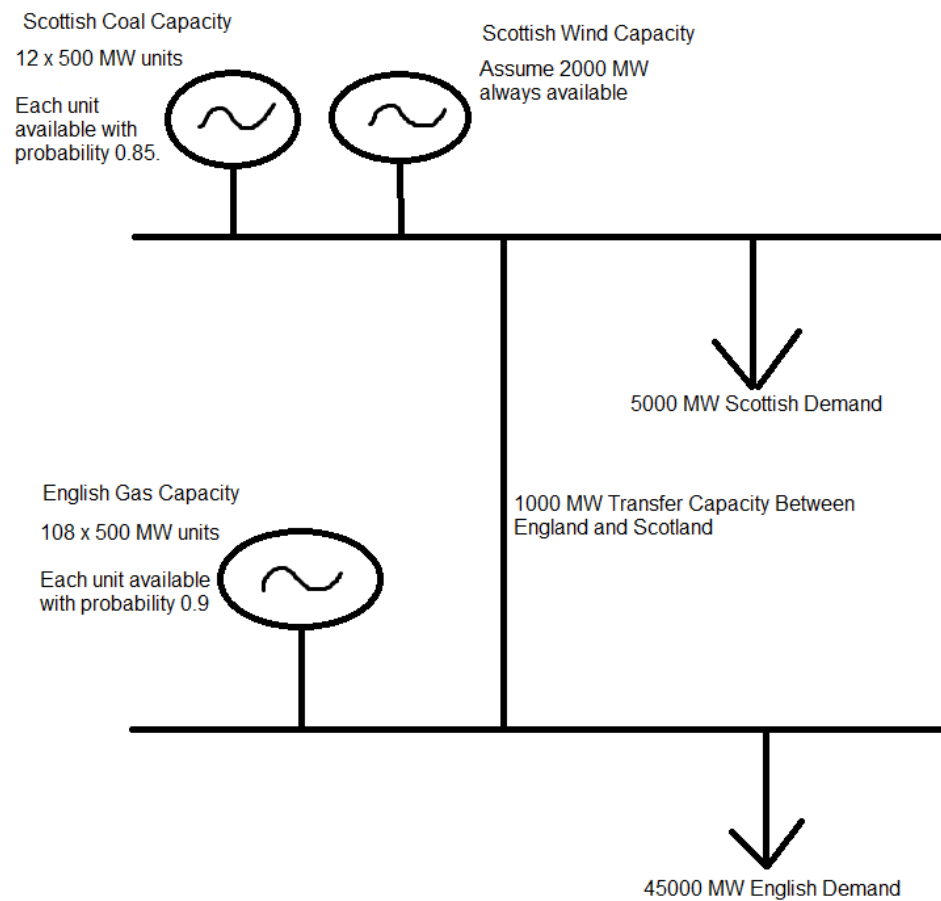 Scottish Coal Capacity
12 x 500 MW units
Each unit
available with
probability 0.85.
Scottish Wind Capacity
Assume 2000 MW
always available
5000 MW Scottish Demand
1000 MW Transfer Capacity Between
England and Scotland
English Gas Capacity
108 x 500 MW units
Each unit available
with probability 0.9
45000 MW English Demand